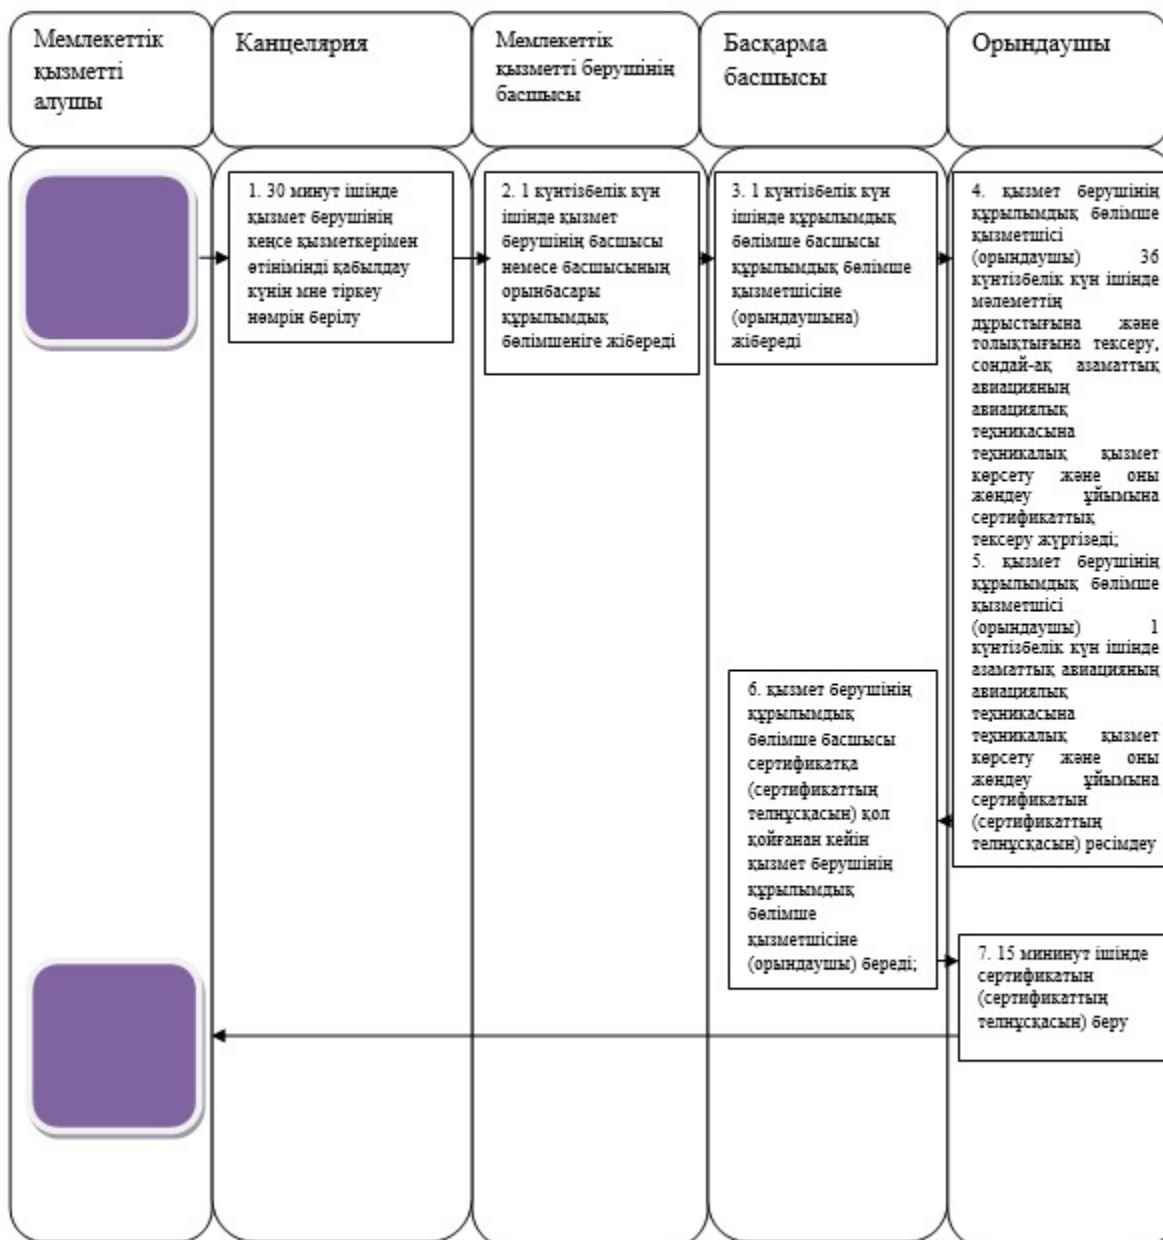 Мемлекеттік
қызметті
алушы
Канцелярия
Мемлекеттік
қызметті берушінің
басшысы
Басқарма
басшысы
Орындаушы
1. 30 минут ішінде
қызмет берушінің
кеңсе қызметкерімен
өтінімінді қабылдау
күнін мне тіркеу
нөмрін берілу
2. 1 күнтізбелік күн
ішінде қызмет
берушінің басшысы
немесе басшысының
орынбасары
құрылымдық
бөлімшеніге жібереді
3. 1 күнтізбелік күн
ішінде құрылымдық
бөлімше басшысы
құрылымдық бөлімше
қызметшісіне
(орындаушына)
жібереді
4. қызмет берушінің
құрылымдық бөлімше
қызметшісі
(орындаушы) 36
күнтізбелік күн ішінде
мәлеметтің
дұрыстығына және
толықтығына тексеру,
сондай-ақ азаматтық
авиацияның
авиациялық
техникасына
техникалық қызмет
көрсету және оны
жөндеу ұйымына
сертификаттық
тексеру жүргізеді;
5. қызмет берушінің
құрылымдық бөлімше
қызметшісі
(орындаушы) 1
күнтізбелік күн ішінде
азаматтық авиацияның
авиациялық
техникасына
техникалық қызмет
көрсету және оны
жөндеу ұйымына
сертификатын
(сертификаттың
телнұсқасын) рәсімдеу
6. қызмет берушінің
құрылымдық
бөлімше басшысы
сертификатқа
(сертификаттың
телнұсқасын) қол
қойғанан кейін
қызмет берушінің
құрылымдық
бөлімше
қызметшісіне
(орындаушы) береді;
7. 15 мининут ішінде
сертификатын
(сертификаттың
телнұсқасын) беру